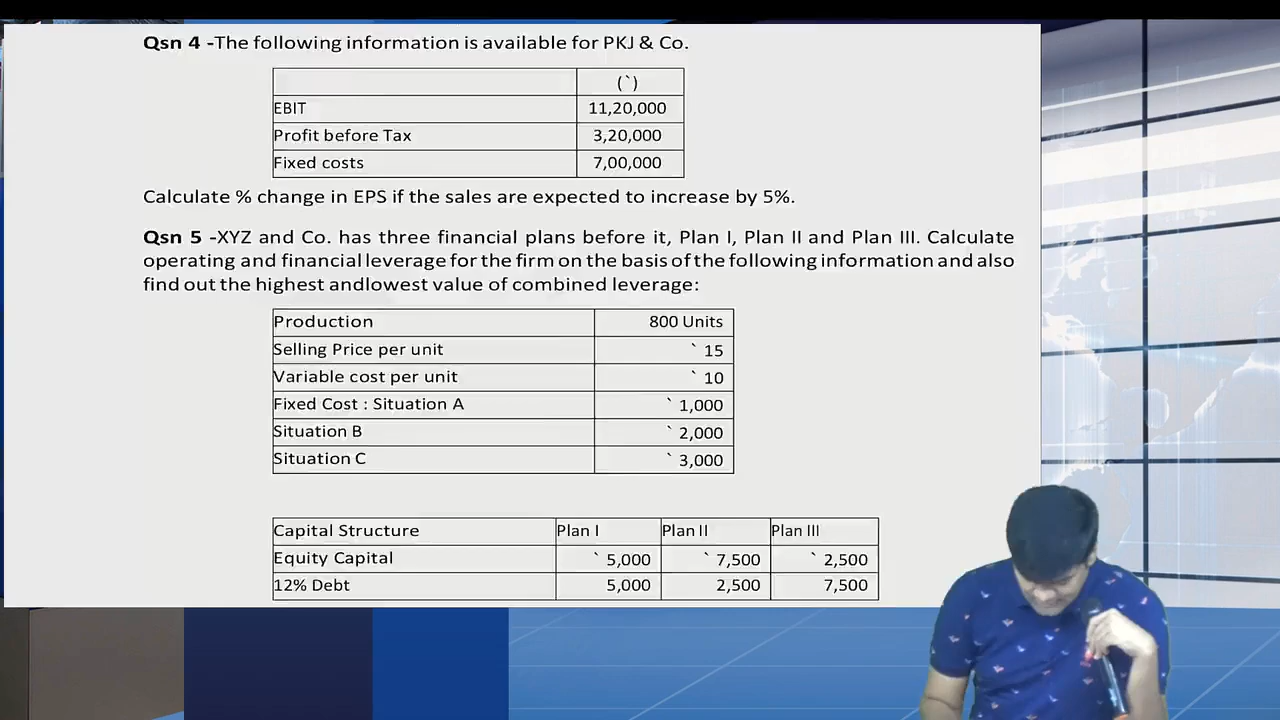 Qsn 4 -The following information is available for PKJ & Co.
(`)
EBIT 11,20,000
Profit before Tax 3,20,000
Fixed costs 7,00,000
Calculate % change in EPS if the sales are expected to increase by 5%.
Qsn 5 -XYZ and Co. has three financial plans before it, Plan I, Plan II and Plan III. Calculate
operating and financial leverage for the firm on the basis of the following information and also
find out the highest andlowest value of combined leverage:
Production 800 Units
Selling Price per unit ` 15
Variable cost per unit ` 10
Fixed Cost : Situation A ` 1,000
Situation B ` 2,000
Situation C ` 3,000
Capital Structure Plan I Plan II Plan III
Equity Capital ` 5,000 ` 7,500 ` 2,500
12% Debt 5,000 2,500 7,500